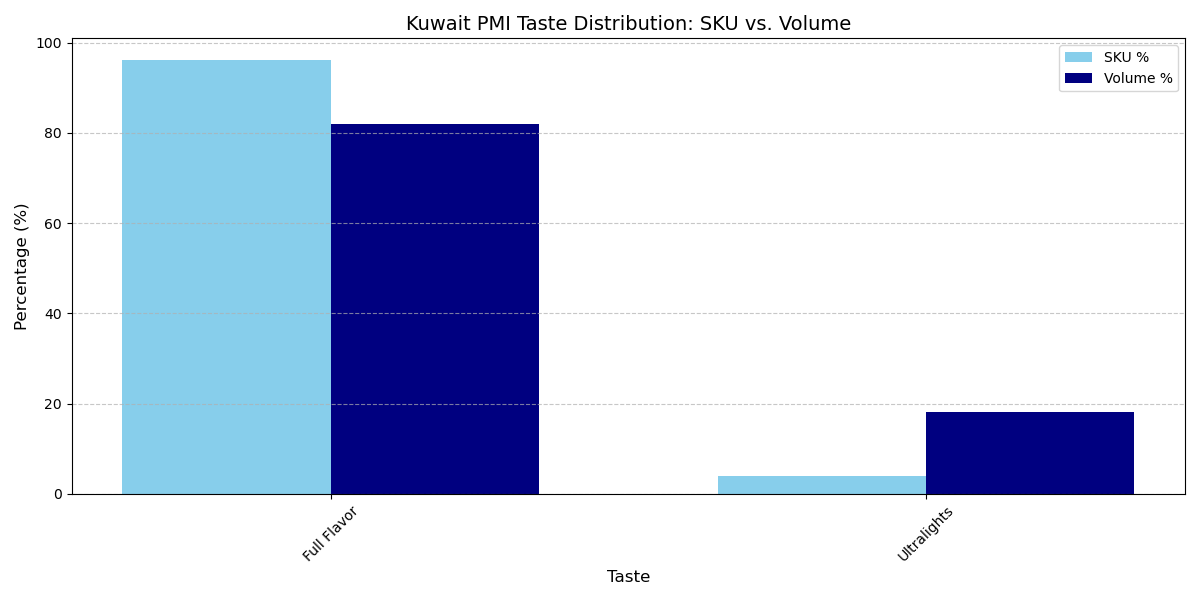 Kuwait PMI Taste Distribution: SKU vs. Volume
SKU %
Volume %
Percentage (%)
100
80
60
40
20
0
Full Flavor
Ultralights
Taste